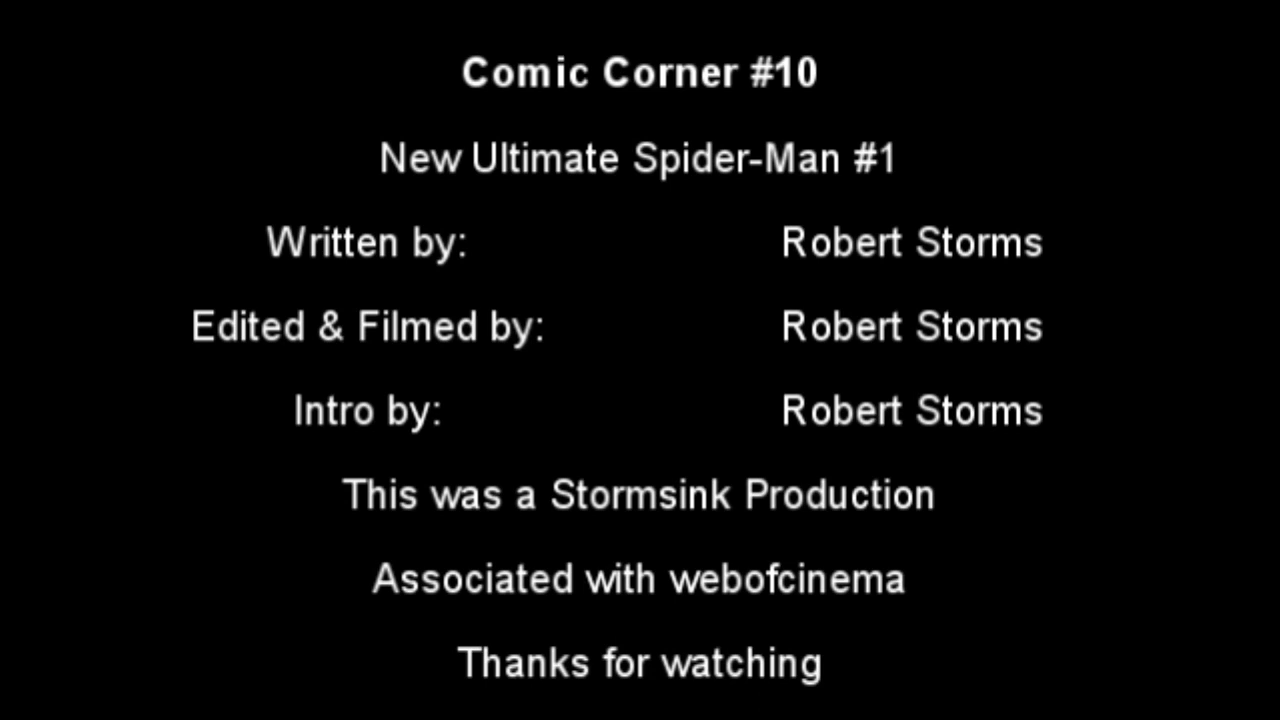 Comic Corner #10
New Ultimate Spider-Man #1
Written by: Robert Storms
Edited & Filmed by: Robert Storms
Intro by: Robert Storms
This was a Stormsink Production
Associated with webofcinema
Thanks for watching